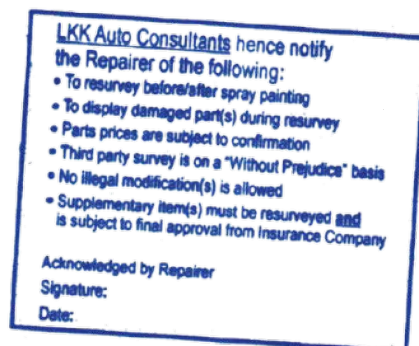 LKK Auto Consultants hence notify
the Repairer of the following:
• To resurvey before/after spray painting
• To display damaged part(s) during resurvey
• Parts prices are subject to confirmation
• Third party survey is on a "Without Prejudice" basis
• No illegal modification(s) is allowed
• Supplementary item(s) must be resurveyed and
is subject to final approval from Insurance Company
Acknowledged by Repairer
Signature:
Date: